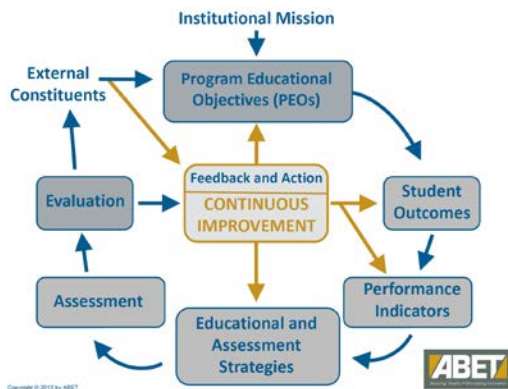 Institutional Mission
External
Constituents
Program Educational
Objectives (PEOs)
Feedback and Action
CONTINUOUS
IMPROVEMENT
Evaluation
Student
Outcomes
Assessment
Performance
Indicators
Educational and
Assessment
Strategies
ABET